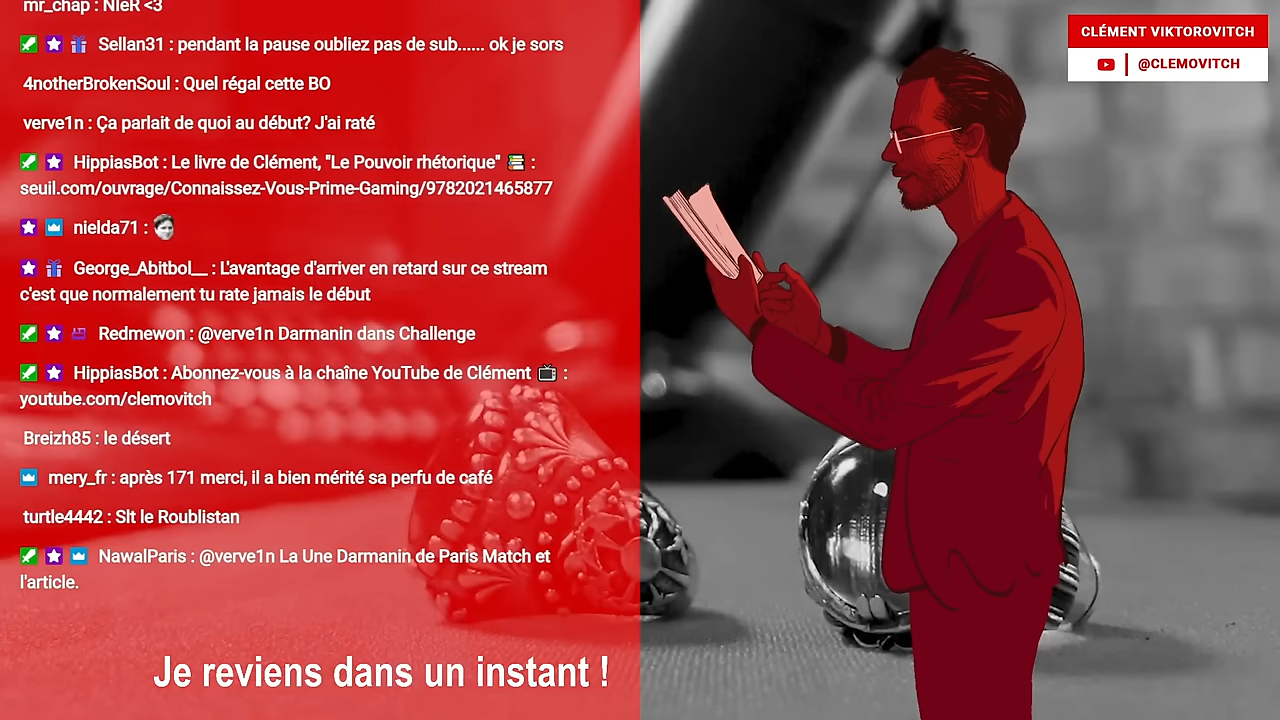 mr_chap : NIeR <3
Sellan31 : pendant la pause oubliez pas de sub...... ok je sors
4notherBrokenSoul : Quel régal cette BO
verve1n : Ça parlait de quoi au début? J'ai raté
HippiasBot : Le livre de Clément, "Le Pouvoir rhétorique" 📚 :
seuil.com/ouvrage/Connaissez-Vous-Prime-Gaming/9782021465877
nielda71 :
George_Abitbol__ : L'avantage d'arriver en retard sur ce stream
c'est que normalement tu rate jamais le début
Redmewon : @verve1n Darmanin dans Challenge
HippiasBot : Abonnez-vous à la chaîne YouTube de Clément 📺 :
youtube.com/clemovitch
Breizh85 : le désert
mery_fr : après 171 merci, il a bien mérité sa perfu de café
turtle4442 : Slt le Roublistan
NawalParis : @verve1n La Une Darmanin de Paris Match et
l'article.
Je reviens dans un instant !
CLÉMENT VIKTOROVITCH
@CLEMOVITCH